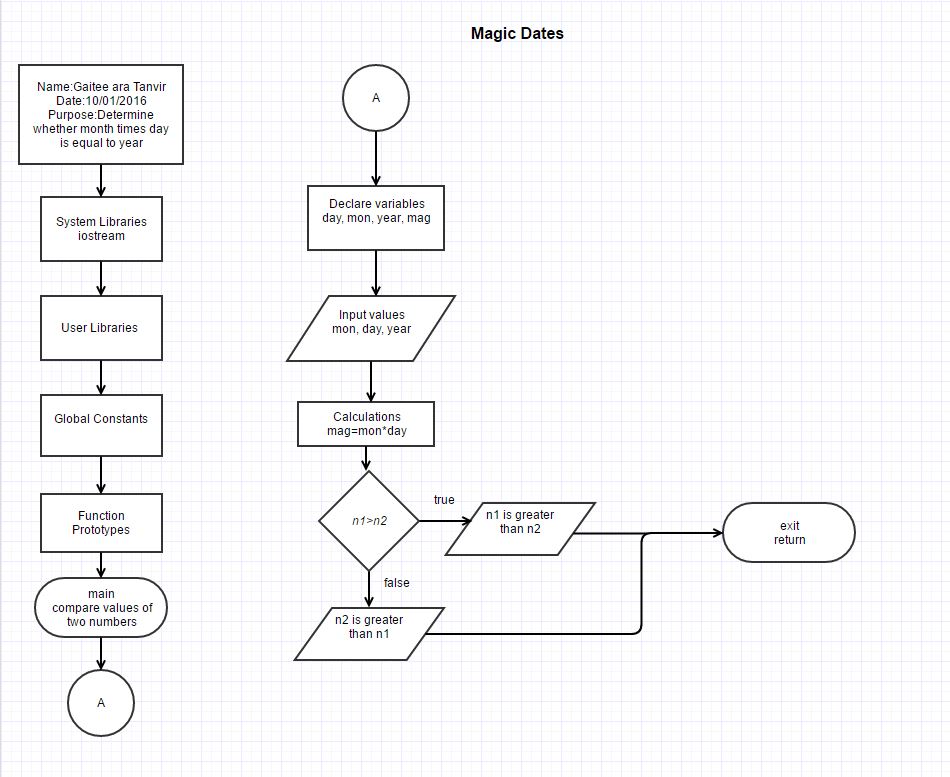 Magic Dates
Name:Gaitee ara Tanvir
Date:10/01/2016
Purpose:Determine
whether month times day
is equal to year
System Libraries
iostream
User Libraries
Global Constants
Function
Prototypes
main
compare values of
two numbers
A
A
Declare variables
day, mon, year, mag
Input values
mon, day, year
Calculations
mag=mon*day
n1>n2
true
n1 is greater
than n2
false
n2 is greater
than n1
exit
return